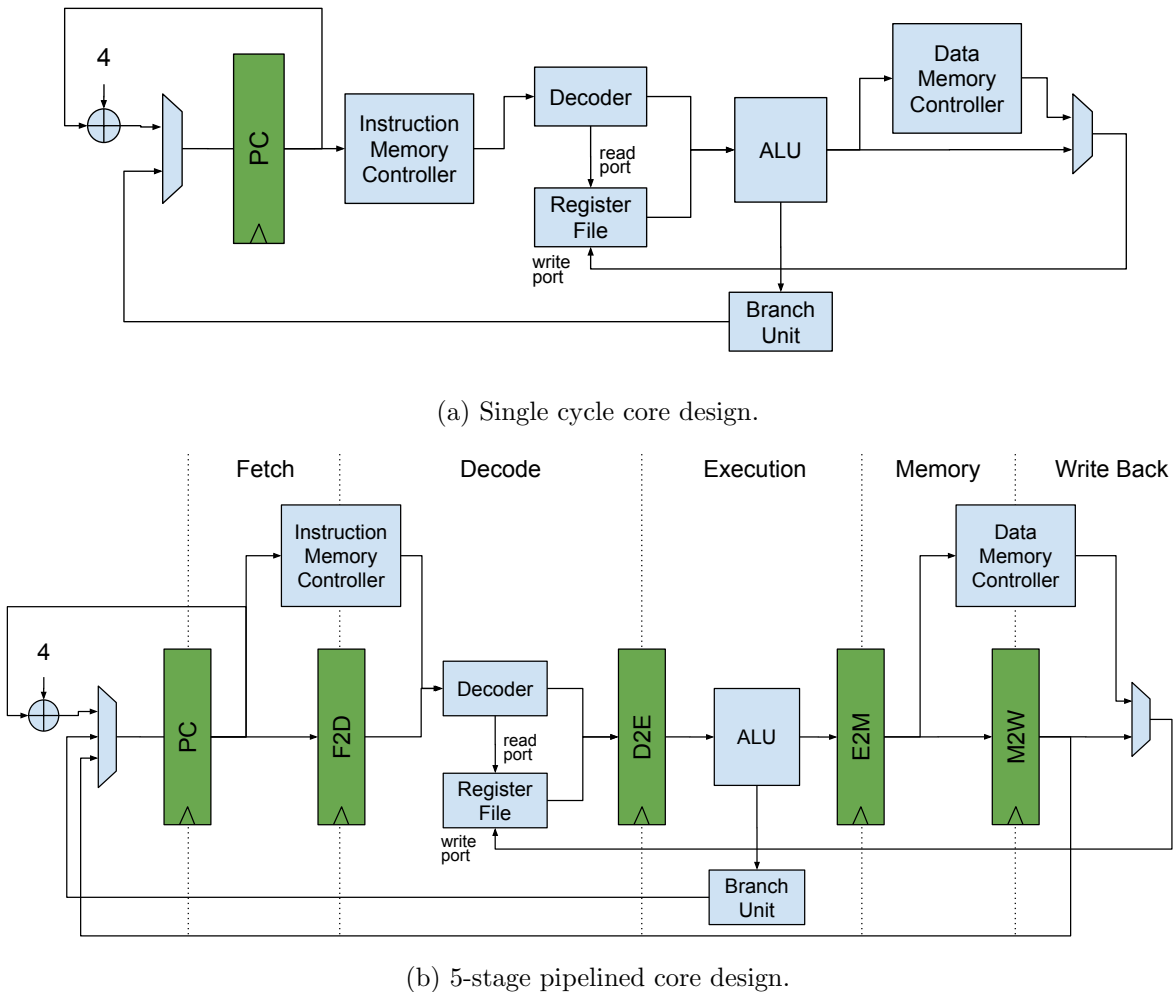 4
PC
Instruction
Memory
Controller
Decoder
read
port
Register
File
write
port
ALU
Data
Memory
Controller
Branch
Unit
(a) Single cycle core design.
Fetch
Decode
Execution
Memory
Write Back
Instruction
Memory
Controller
Data
Memory
Controller
4
PC
F2D
Decoder
read
port
Register
File
write
port
D2E
ALU
E2M
M2W
Branch
Unit
(b) 5-stage pipelined core design.